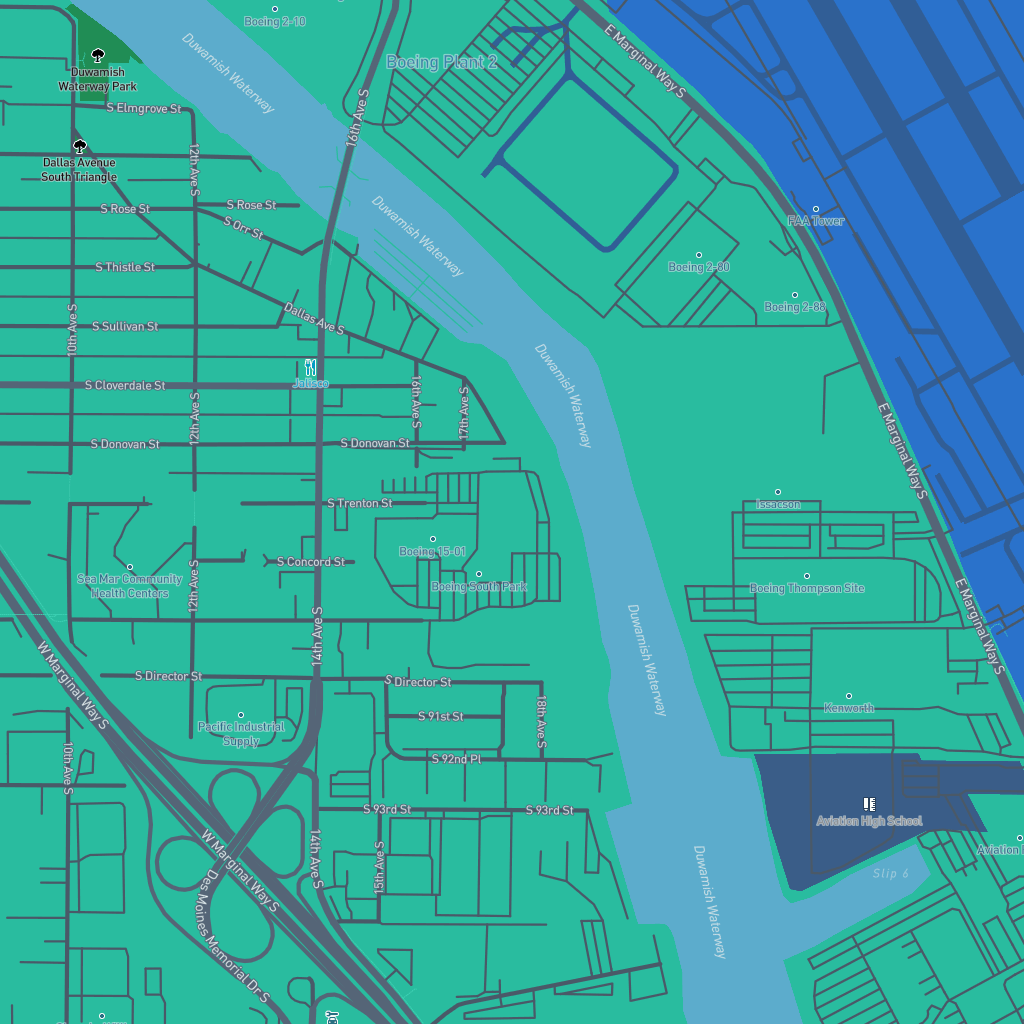 Boeing 2-10
Duwamish Waterway
Boeing Plant 2
E Marginal Way S
Duwamish
Waterway Park
S Elmgrove St
16th Ave S
Dallas Avenue
South Triangle
12th Ave S
S Rose St
S Rose St
S Orr St
Duwamish Waterway
FAA Tower
S Thistle St
Boeing 2-80
Boeing 2-88
10th Ave S
S Sullivan St
Dallas Ave S
Jalisco
S Cloverdale St
Duwamish Waterway
16th Ave S
17th Ave S
12th Ave S
S Donovan St
S Donovan St
E Marginal Way S
S Trenton St
Issacson
Boeing 15-01
S Concord St
Sea Mar Community
Health Centers
12th Ave S
Boeing South Park
Boeing Thompson Site
E Marginal Way S
14th Ave S
Duwamish Waterway
W Marginal Way S
S Director St
S Director St
Kenworth
S 91st St
18th Ave S
Pacific Industrial
Supply
10th Ave S
S 92nd Pl
S 93rd St
S 93rd St
Aviation High School
W Marginal Way S
14th Ave S
15th Ave S
Aviation
Slip 6
Duwamish Waterway
Des Moines Memorial Dr S